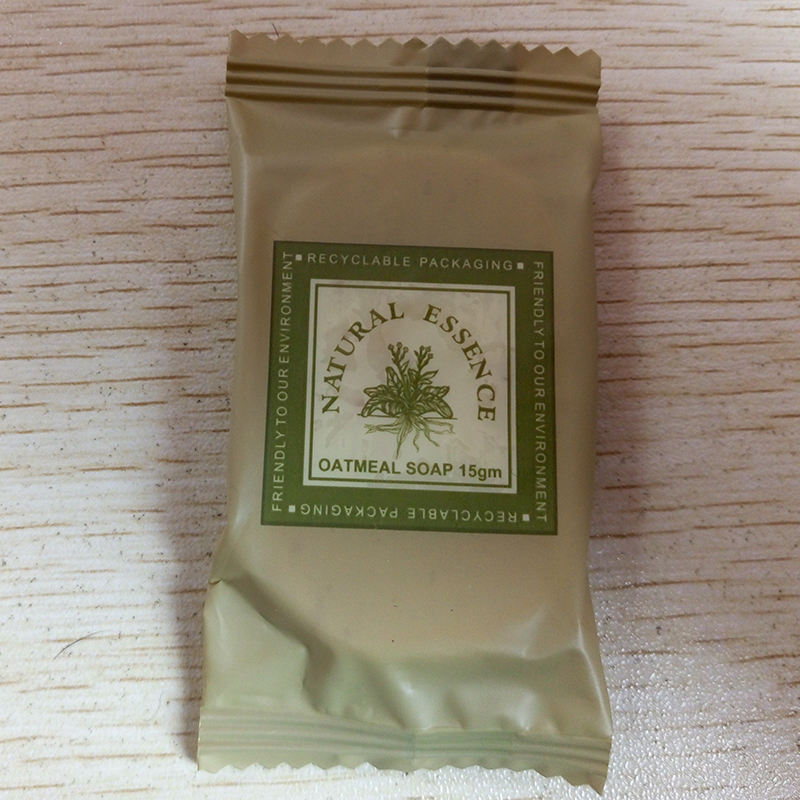 RECYCLABLE PACKAGING
FRIENDLY TO OUR ENVIRONMENT
FRIENDLY TO OUR ENVIRONMENT
NATURAL ESSENCE
OATMEAL SOAP 15gm
RECYCLABLE PACKAGING